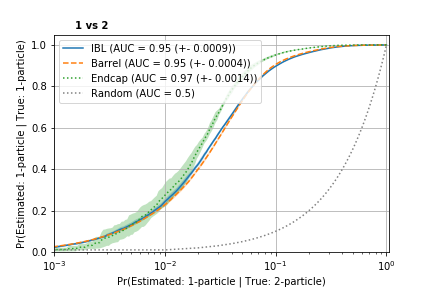 1 vs 2
1.0
0.8
0.6
0.4
0.2
0.0
Pr(Estimated: 1-particle | True: 1-particle)
IBL (AUC = 0.95 (+- 0.0009))
Barrel (AUC = 0.95 (+- 0.0004))
Endcap (AUC = 0.97 (+- 0.0014))
Random (AUC = 0.5)
10⁻³ 10⁻² 10⁻¹ 10⁰
Pr(Estimated: 1-particle | True: 2-particle)